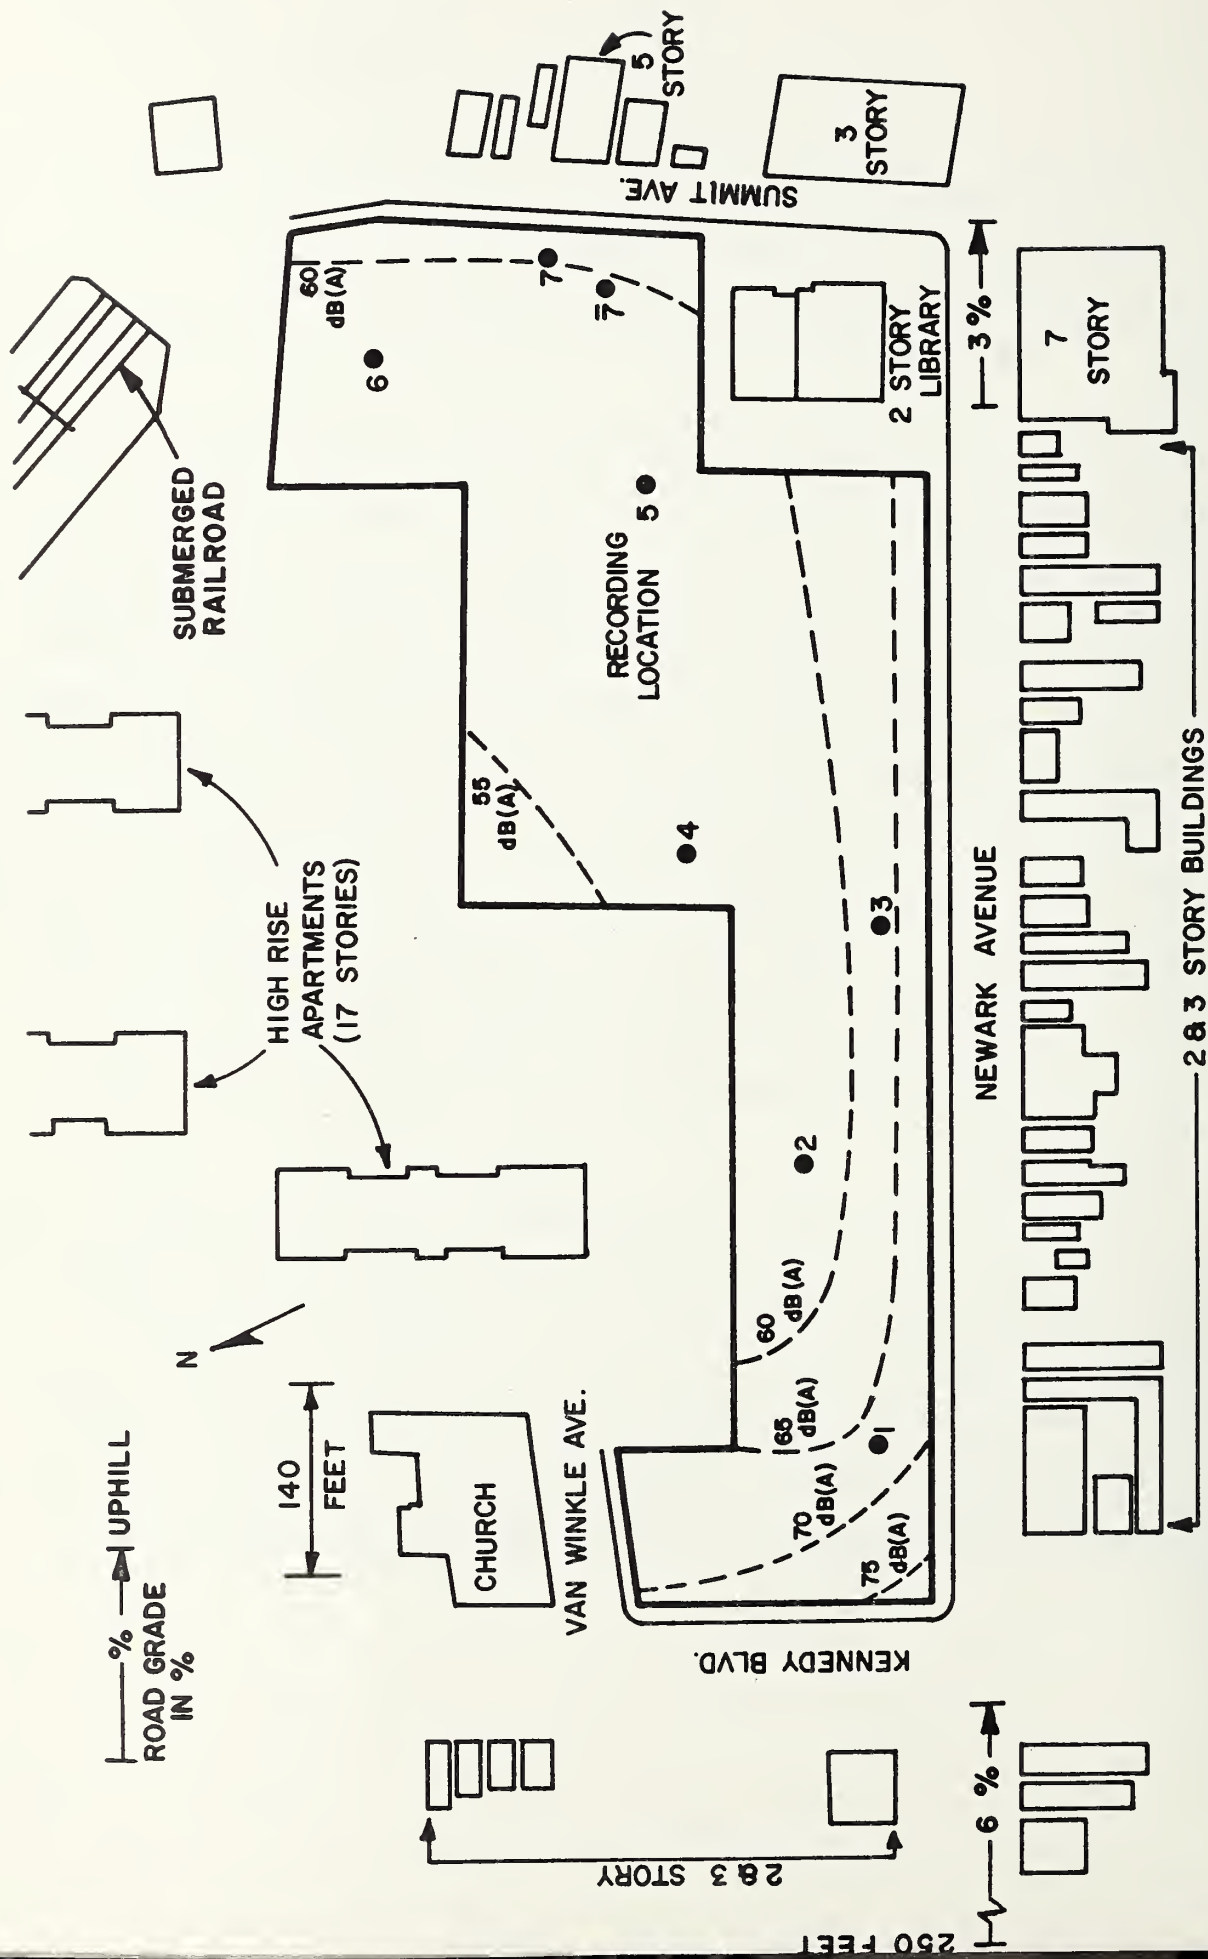 ROAD GRADE
IN %
% UPHILL
140
FEET
N
HIGH RISE
APARTMENTS
(17 STORIES)
SUBMERGED
RAILROAD
CHURCH
VAN WINKLE AVE.
KENNEDY BLVD.
2 & 3 STORY
250 FEET
6 %
75
dB(A)
70
dB(A)
65
dB(A)
60
dB(A)
55
dB(A)
60
dB(A)
1
2
3
4
RECORDING
LOCATION
5
6
7
7̅
2 STORY
LIBRARY
SUMMIT AVE.
5
STORY
3
STORY
3%
7
STORY
NEWARK AVENUE
2 & 3 STORY BUILDINGS